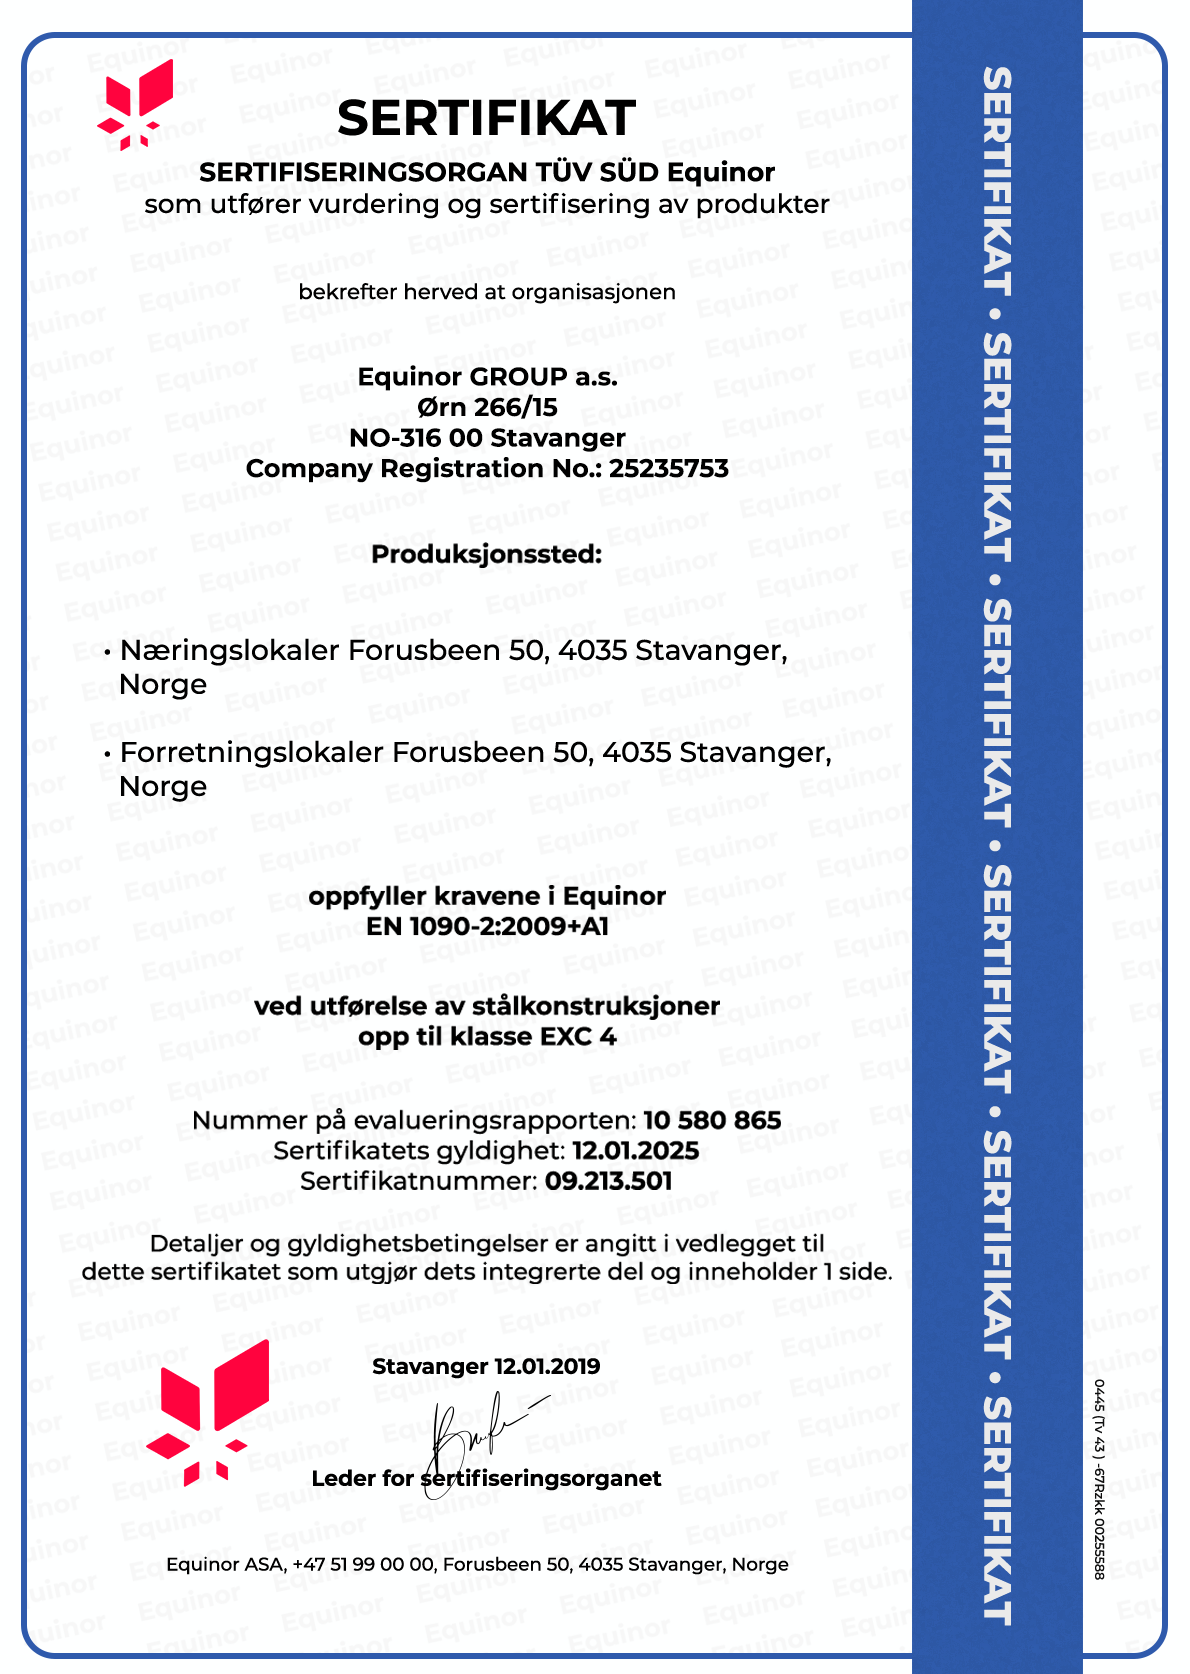 SERTIFIKAT
SERTIFISERINGSORGAN TÜV SÜD Equinor
som utfører vurdering og sertifisering av produkter
bekrefter herved at organisasjonen
Equinor GROUP a.s.
Ørn 266/15
NO-316 00 Stavanger
Company Registration No.: 25235753
Produksjonssted:
• Næringslokaler Forusbeen 50, 4035 Stavanger,
Norge
• Forretningslokaler Forusbeen 50, 4035 Stavanger,
Norge
oppfyller kravene i Equinor
EN 1090-2:2009+A1
ved utførelse av stålkonstruksjoner
opp til klasse EXC 4
Nummer på evalueringsrapporten: 10 580 865
Sertifikatets gyldighet: 12.01.2025
Sertifikatnummer: 09.213.501
Detaljer og gyldighetsbetingelser er angitt i vedlegget til
dette sertifikatet som utgjør dets integrerte del og inneholder 1 side.
Stavanger 12.01.2019
Leder for sertifiseringsorganet
Equinor ASA, +47 51 99 00 00, Forusbeen 50, 4035 Stavanger, Norge
SERTIFIKAT • SERTIFIKAT • SERTIFIKAT • SERTIFIKAT • SERTIFIKAT • SERTIFIKAT
0445 (Tv 43 ) -67Rzkk 00255588